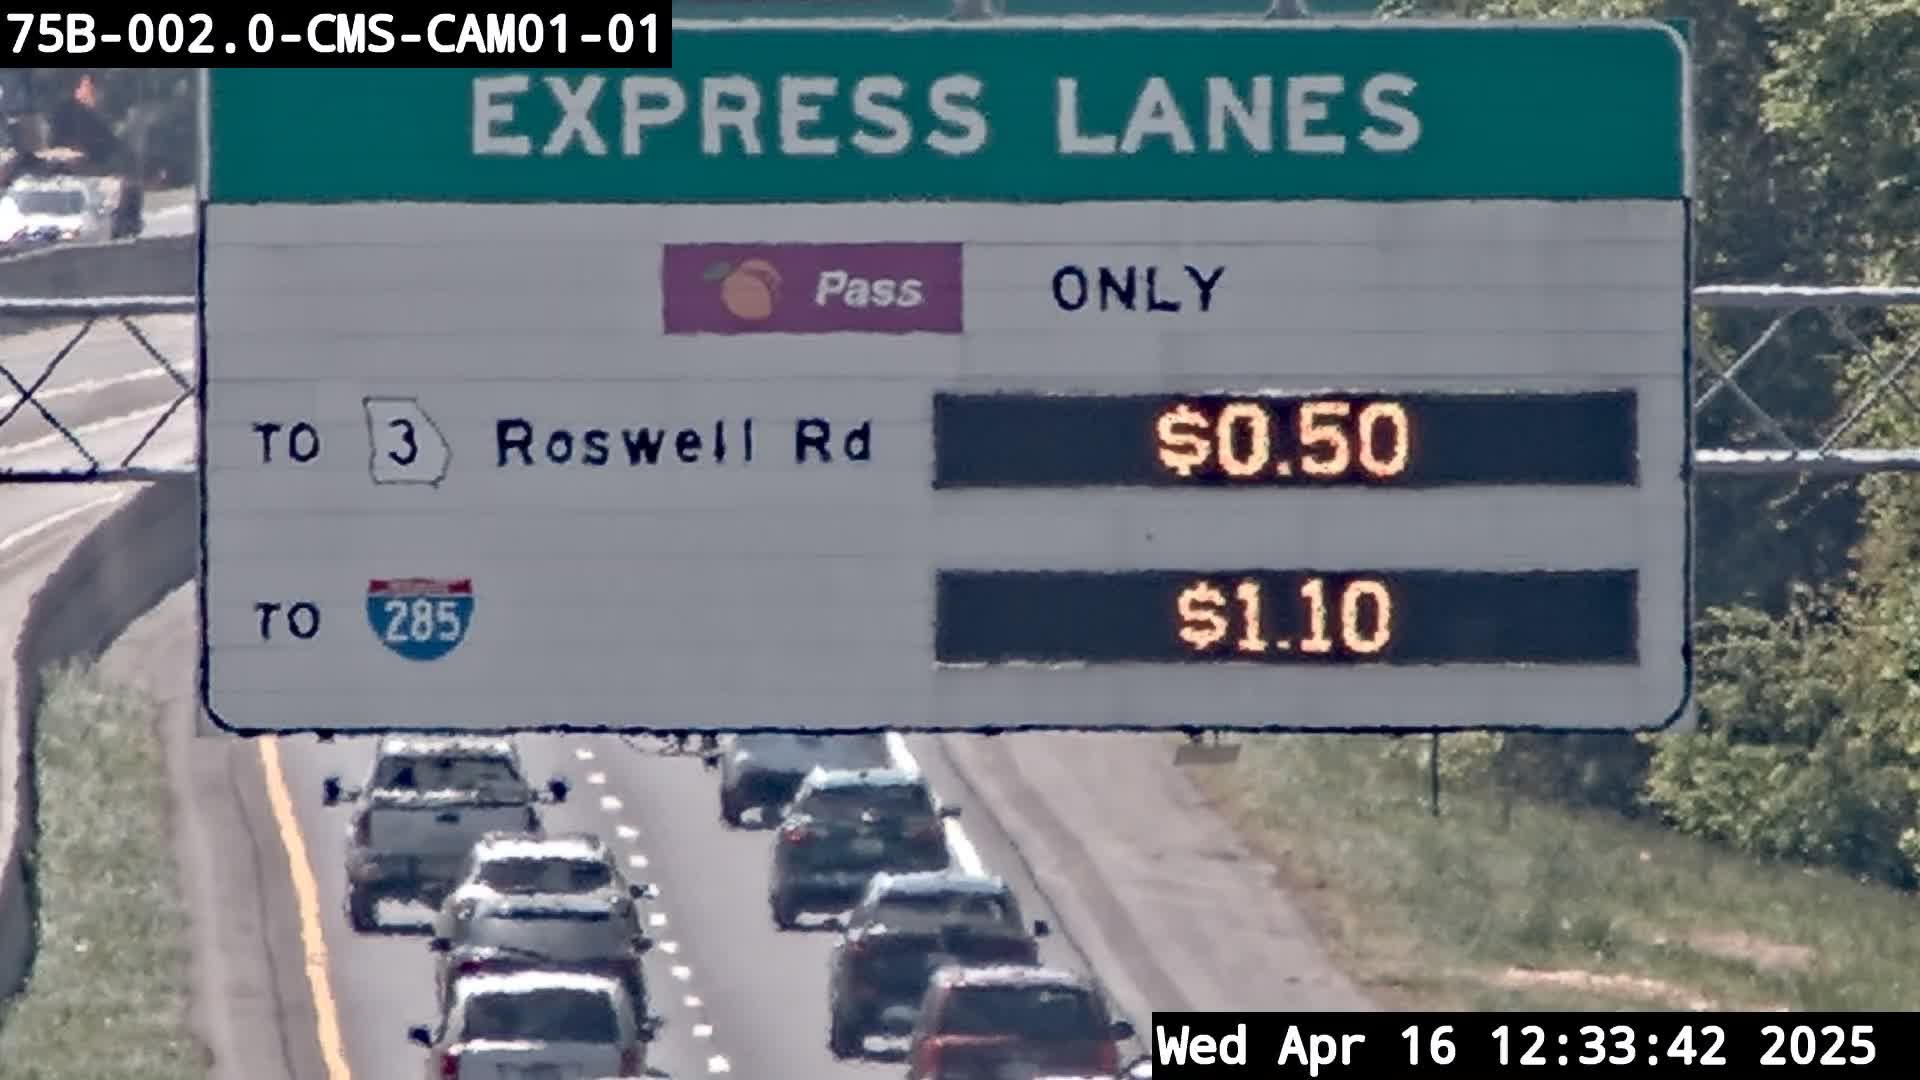 75B-002.0-CMS-CAM01-01
EXPRESS LANES
Pass ONLY
TO 3 Roswell Rd $0.50
TO 285 $1.10
Wed Apr 16 12:33:42 2025